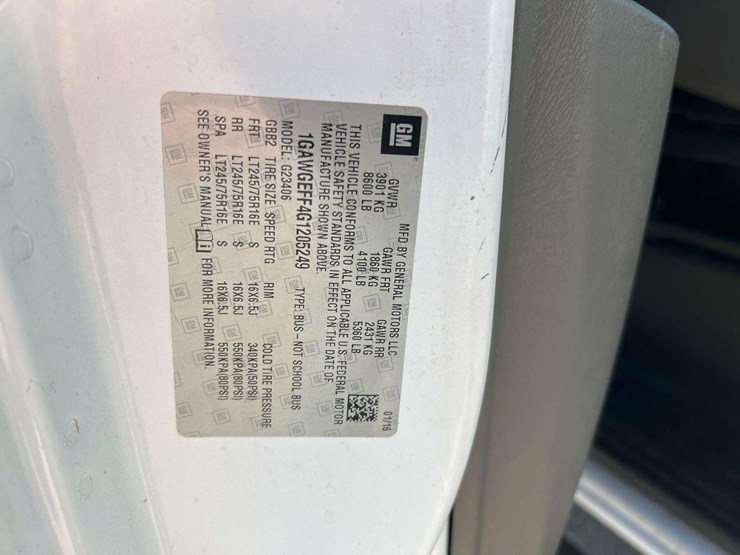 GM
MFD BY GENERAL MOTORS LLC 01/16
GVWR GAWR FRT GAWR RR
3901 KG 1860 KG 2431 KG
8600 LB 4100 LB 5360 LB
THIS VEHICLE CONFORMS TO ALL APPLICABLE U.S. FEDERAL MOTOR
VEHICLE SAFETY STANDARDS IN EFFECT ON THE DATE OF
MANUFACTURE SHOWN ABOVE.
1GAWGEFF4G1206249 TYPE: BUS - NOT SCHOOL BUS
MODEL: G23406
GBB2 TIRE SIZE SPEED RTG RIM COLD TIRE PRESSURE
FRT LT245/75R16E S 16X6.5J 340KPA(50PSI)
RR LT245/75R16E S 16X6.5J 550KPA(80PSI)
SPA LT245/75R16E S 16X6.5J 550KPA(80PSI)
SEE OWNER'S MANUAL FOR MORE INFORMATION.